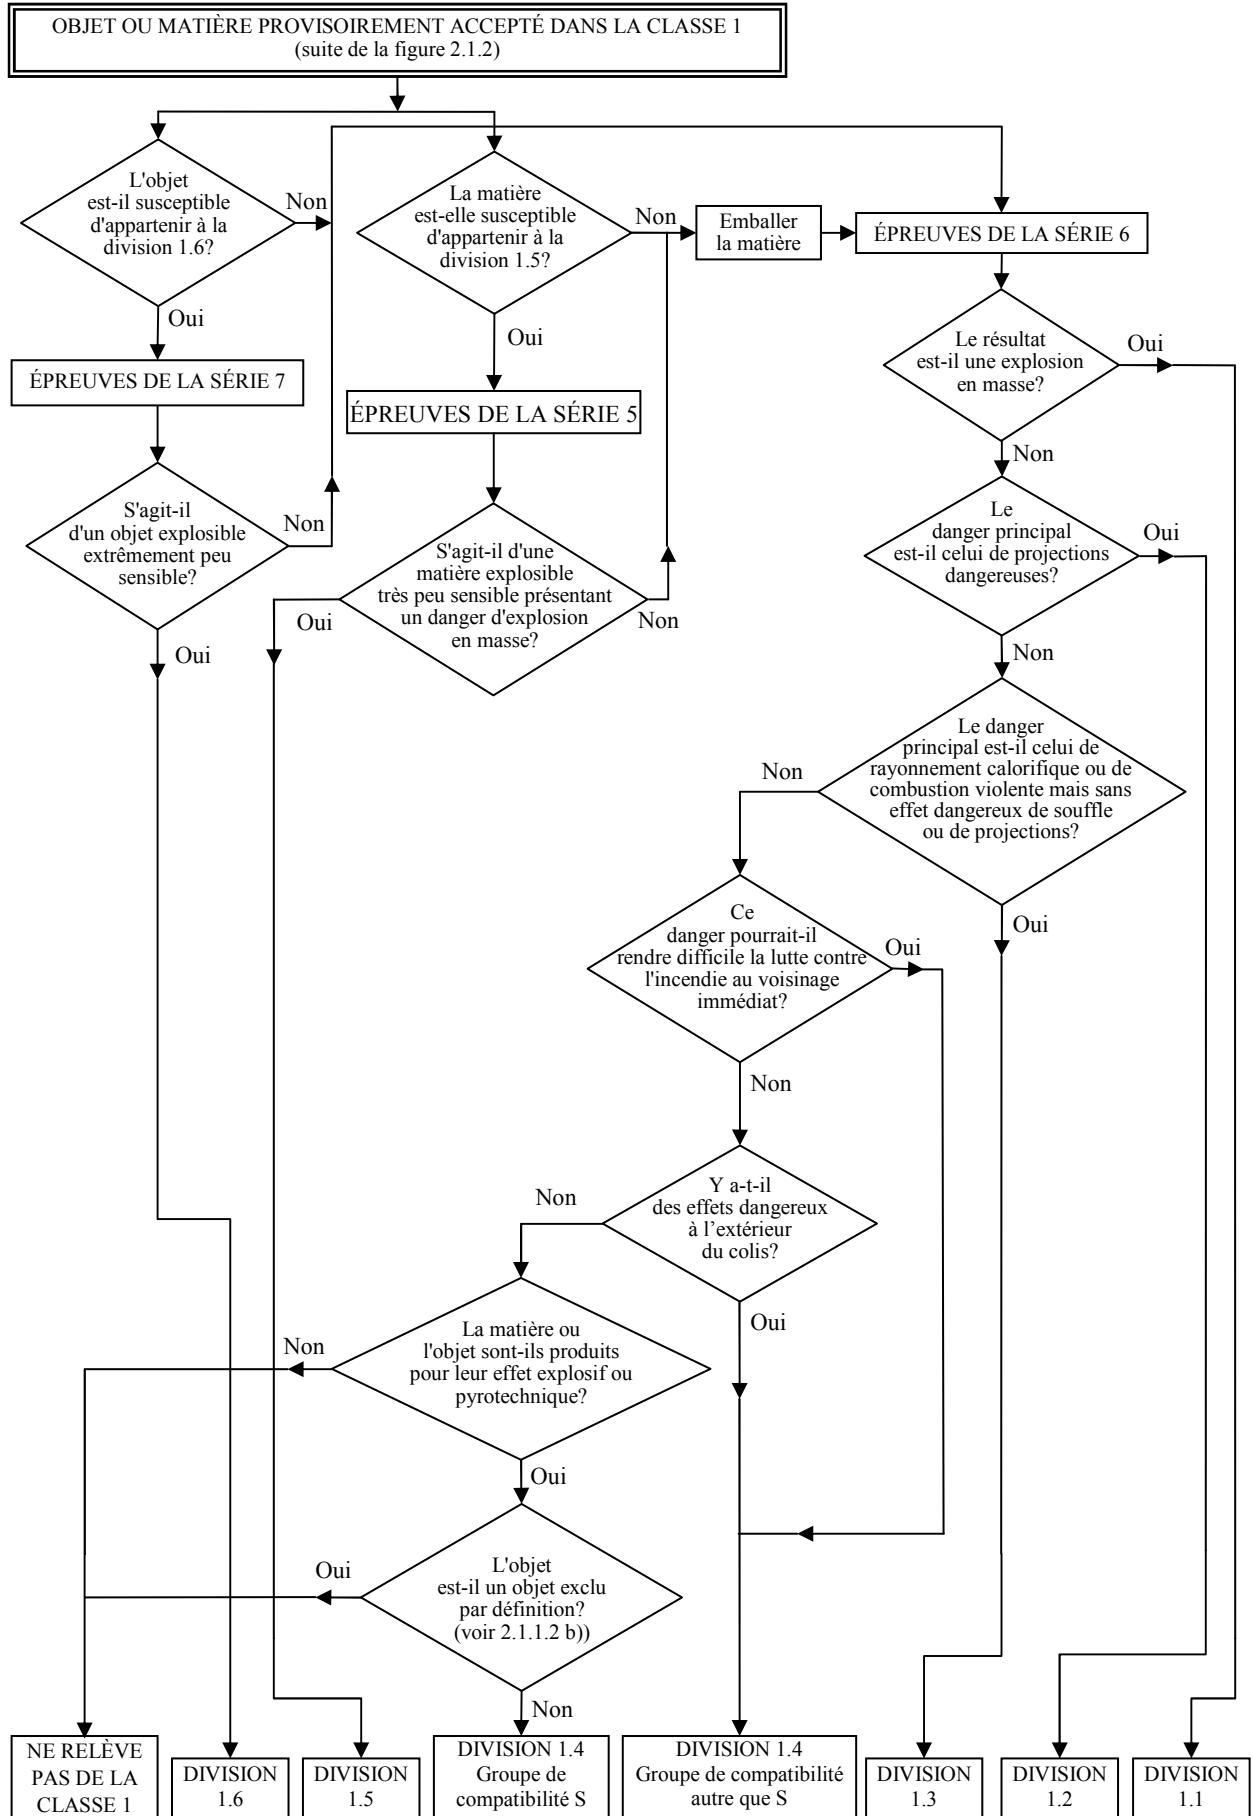 OBJET OU MATIÈRE PROVISOIREMENT ACCEPTÉ DANS LA CLASSE 1
(suite de la figure 2.1.2)
L'objet
est-il susceptible
d'appartenir à la
division 1.6?
Non
Oui
La matière
est-elle susceptible
d'appartenir à la
division 1.5?
Non
Oui
Emballer
la matière
ÉPREUVES DE LA SÉRIE 6
Le résultat
est-il une explosion
en masse?
Oui
Non
ÉPREUVES DE LA SÉRIE 7
ÉPREUVES DE LA SÉRIE 5
S'agit-il
d'un objet explosible
extrêmement peu
sensible?
Non
Oui
S'agit-il d'une
matière explosible
très peu sensible présentant
un danger d'explosion
en masse?
Oui
Non
Le
danger principal
est-il celui de projections
dangereuses?
Oui
Non
Le danger
principal est-il celui de
rayonnement calorifique ou de
combustion violente mais sans
effet dangereux de souffle
ou de projections?
Non
Oui
Ce
danger pourrait-il
rendre difficile la lutte contre
l'incendie au voisinage
immédiat?
Oui
Non
Y a-t-il
des effets dangereux
à l’extérieur
du colis?
Non
Oui
La matière ou
l'objet sont-ils produits
pour leur effet explosif ou
pyrotechnique?
Non
Oui
L'objet
est-il un objet exclu
par définition?
(voir 2.1.1.2 b))
Oui
Non
NE RELÈVE
PAS DE LA
CLASSE 1
DIVISION
1.6
DIVISION
1.5
DIVISION 1.4
Groupe de
compatibilité S
DIVISION 1.4
Groupe de compatibilité
autre que S
DIVISION
1.3
DIVISION
1.2
DIVISION
1.1